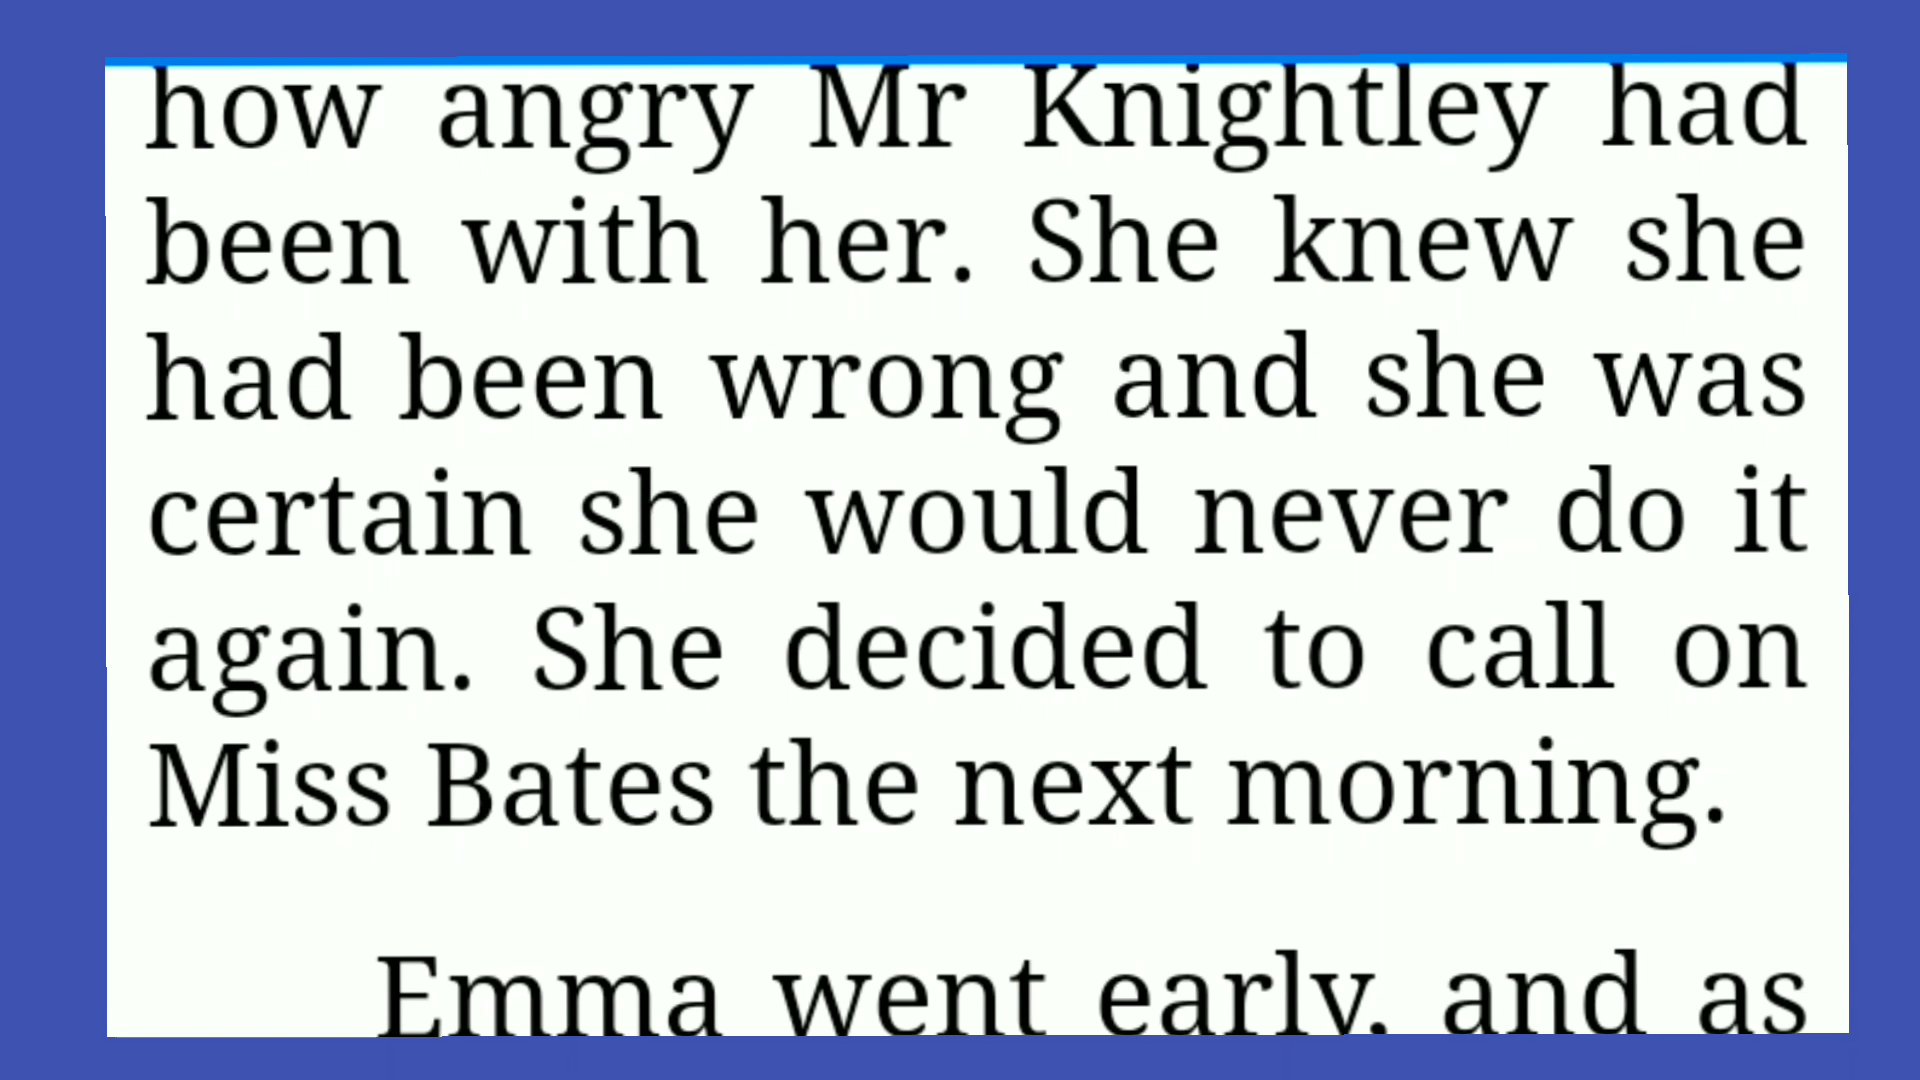 how angry Mr Knightley had
been with her. She knew she
had been wrong and she was
certain she would never do it
again. She decided to call on
Miss Bates the next morning.
Emma went early, and as